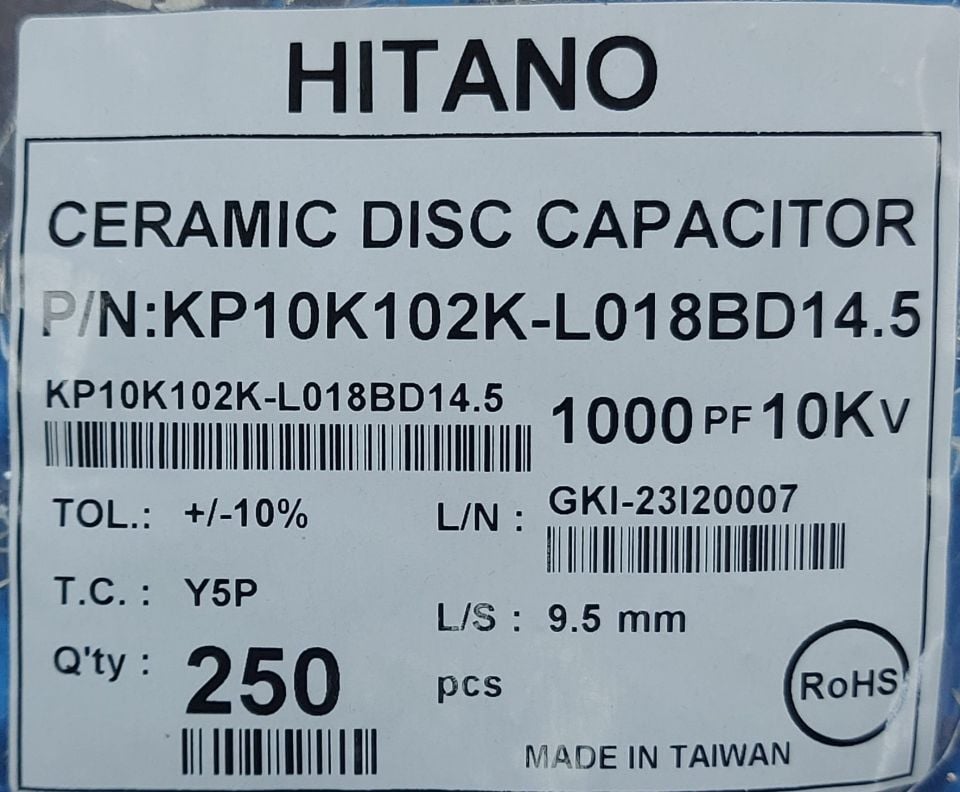 HITANO
CERAMIC DISC CAPACITOR
P/N:KP10K102K-L018BD14.5
KP10K102K-L018BD14.5
1000 PF 10KV
TOL.: +/-10%
L/N : GKI-23I20007
T.C. : Y5P
L/S : 9.5 mm
Q'ty : 250 pcs
RoHS
MADE IN TAIWAN